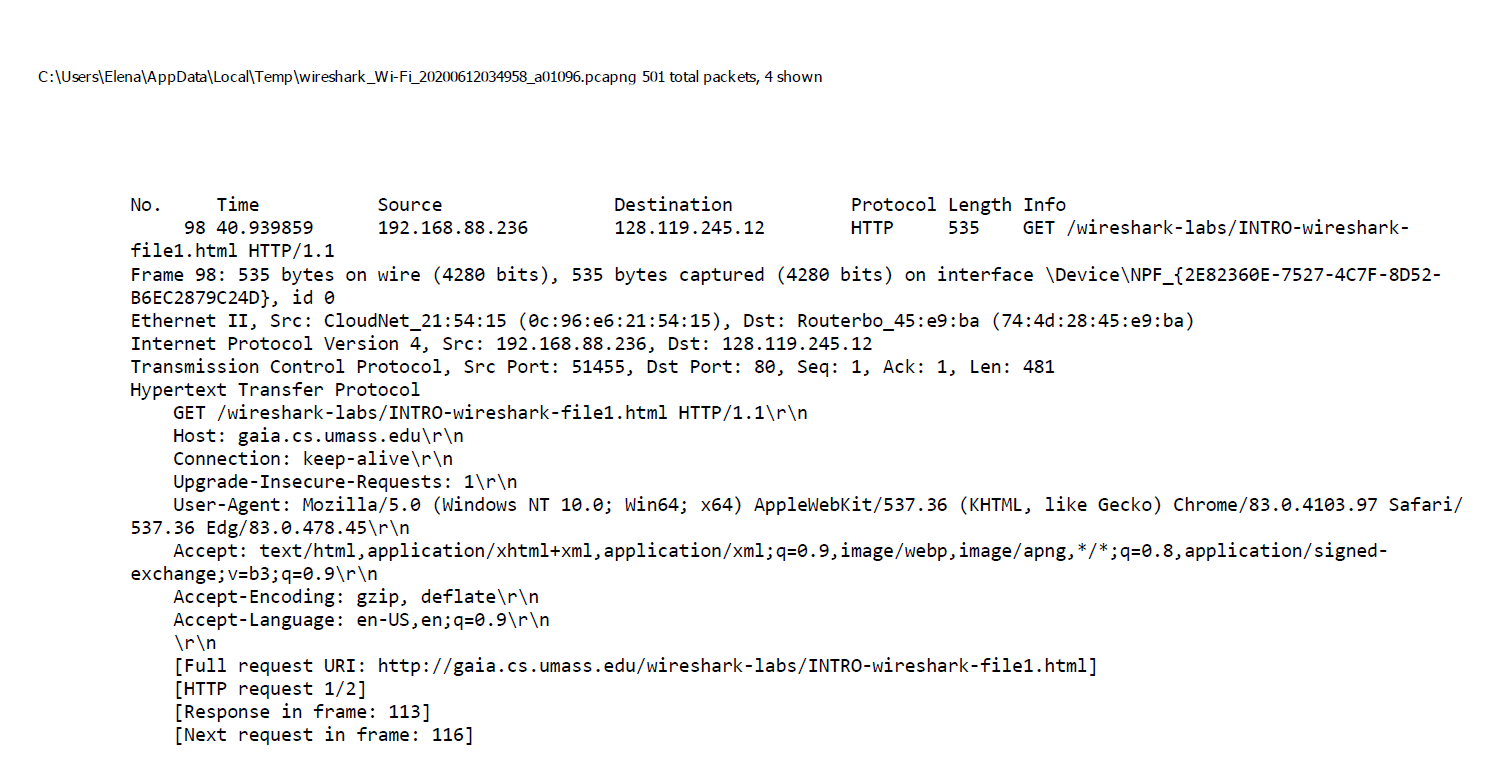 C:\Users\Elena\AppData\Local\Temp\wireshark_Wi-Fi_20200612034958_a01096.pcapng 501 total packets, 4 shown
No. Time Source Destination Protocol Length Info
98 40.939859 192.168.88.236 128.119.245.12 HTTP 535 GET /wireshark-labs/INTRO-wireshark-
file1.html HTTP/1.1
Frame 98: 535 bytes on wire (4280 bits), 535 bytes captured (4280 bits) on interface \Device\NPF_{2E82360E-7527-4C7F-8D52-
B6EC2879C24D}, id 0
Ethernet II, Src: CloudNet_21:54:15 (0c:96:e6:21:54:15), Dst: Routerbo_45:e9:ba (74:4d:28:45:e9:ba)
Internet Protocol Version 4, Src: 192.168.88.236, Dst: 128.119.245.12
Transmission Control Protocol, Src Port: 51455, Dst Port: 80, Seq: 1, Ack: 1, Len: 481
Hypertext Transfer Protocol
GET /wireshark-labs/INTRO-wireshark-file1.html HTTP/1.1\r\n
Host: gaia.cs.umass.edu\r\n
Connection: keep-alive\r\n
Upgrade-Insecure-Requests: 1\r\n
User-Agent: Mozilla/5.0 (Windows NT 10.0; Win64; x64) AppleWebKit/537.36 (KHTML, like Gecko) Chrome/83.0.4103.97 Safari/
537.36 Edg/83.0.478.45\r\n
Accept: text/html,application/xhtml+xml,application/xml;q=0.9,image/webp,image/apng,*/*;q=0.8,application/signed-
exchange;v=b3;q=0.9\r\n
Accept-Encoding: gzip, deflate\r\n
Accept-Language: en-US,en;q=0.9\r\n
\r\n
[Full request URI: http://gaia.cs.umass.edu/wireshark-labs/INTRO-wireshark-file1.html]
[HTTP request 1/2]
[Response in frame: 113]
[Next request in frame: 116]